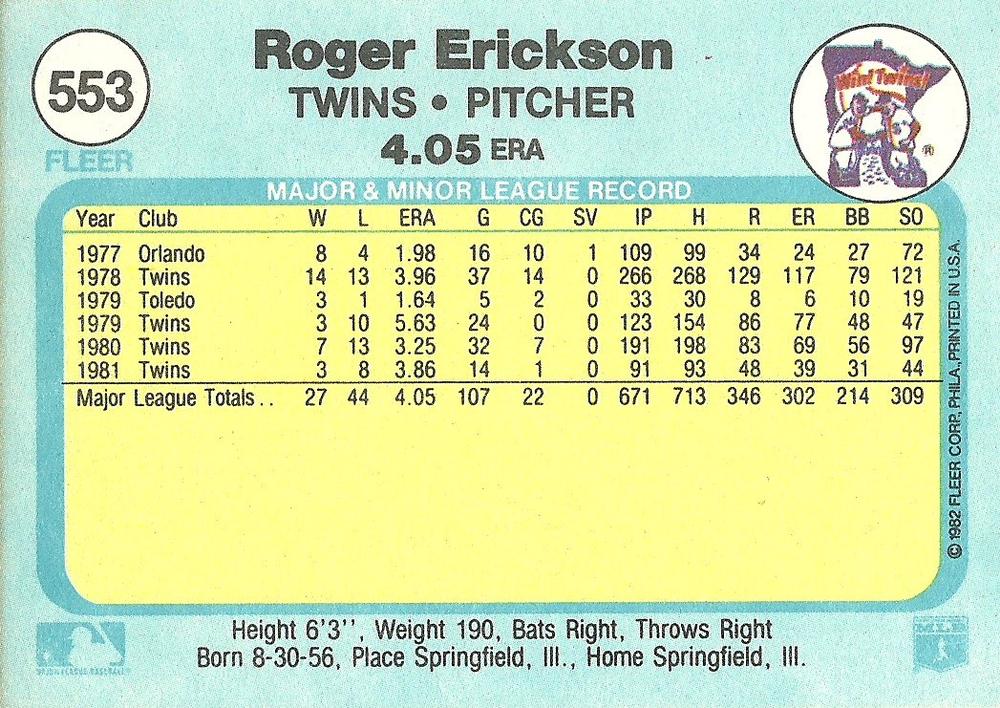 553
FLEER
Roger Erickson
TWINS • PITCHER
4.05 ERA
Win! Twins!
®
MAJOR & MINOR LEAGUE RECORD
Year Club W L ERA G CG SV IP H R ER BB SO
1977 Orlando 8 4 1.98 16 10 1 109 99 34 24 27 72
1978 Twins 14 13 3.96 37 14 0 266 268 129 117 79 121
1979 Toledo 3 1 1.64 5 2 0 33 30 8 6 10 19
1979 Twins 3 10 5.63 24 0 0 123 154 86 77 48 47
1980 Twins 7 13 3.25 32 7 0 191 198 83 69 56 97
1981 Twins 3 8 3.86 14 1 0 91 93 48 39 31 44
Major League Totals . . 27 44 4.05 107 22 0 671 713 346 302 214 309
© 1982 FLEER CORP., PHILA., PRINTED IN U.S.A.
Height 6'3'', Weight 190, Bats Right, Throws Right
Born 8-30-56, Place Springfield, Ill., Home Springfield, Ill.
MAJOR LEAGUE BASEBALL